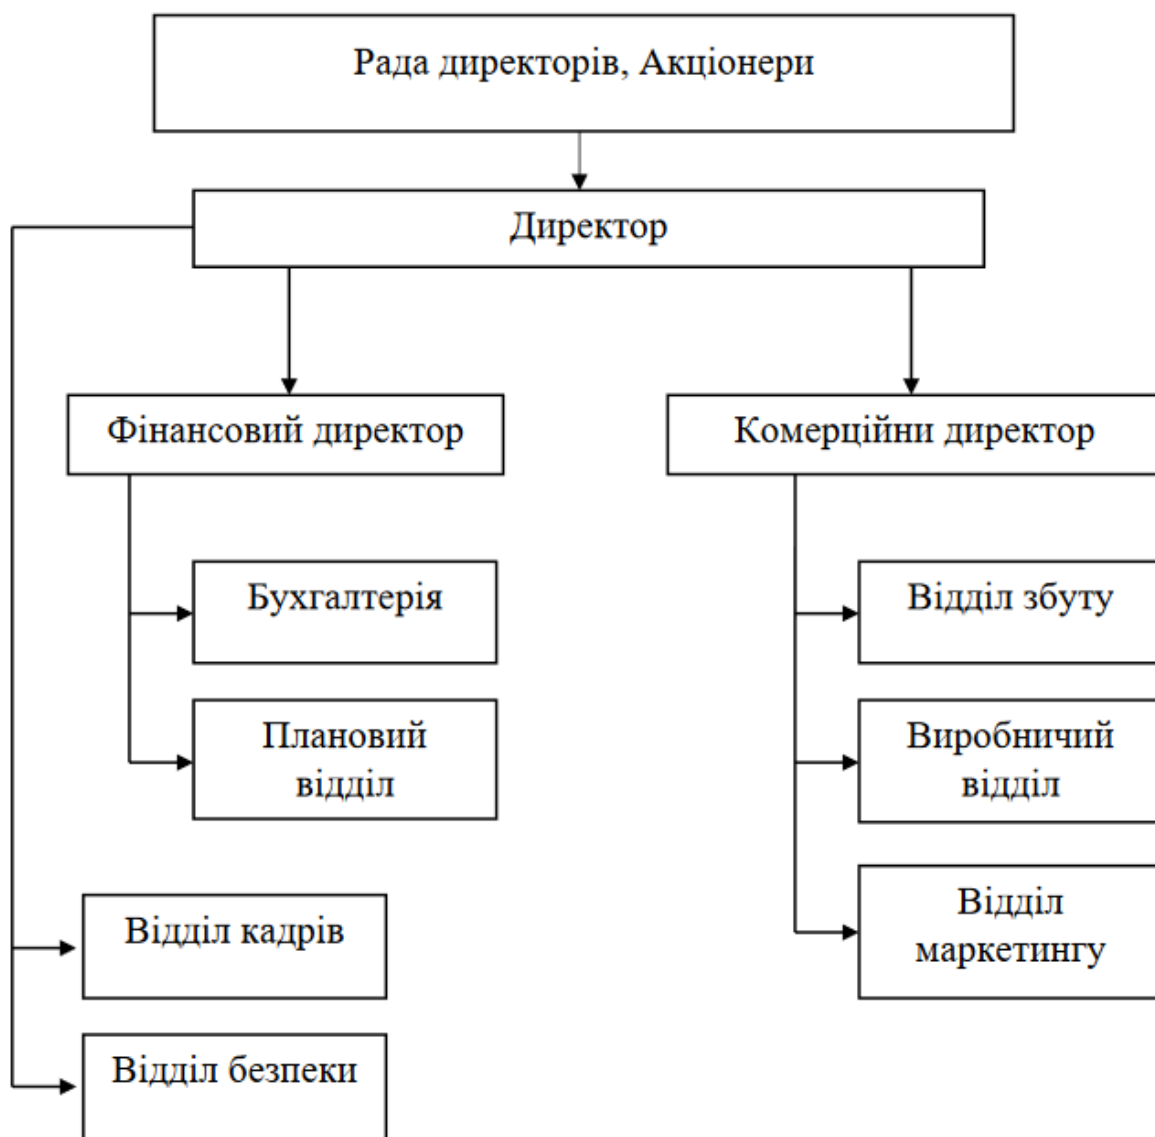 Рада директорів, Акціонери
Директор
Фінансовий директор
Комерційни директор
Бухгалтерія
Відділ збуту
Плановий
відділ
Виробничий
відділ
Відділ
маркетингу
Відділ кадрів
Відділ безпеки